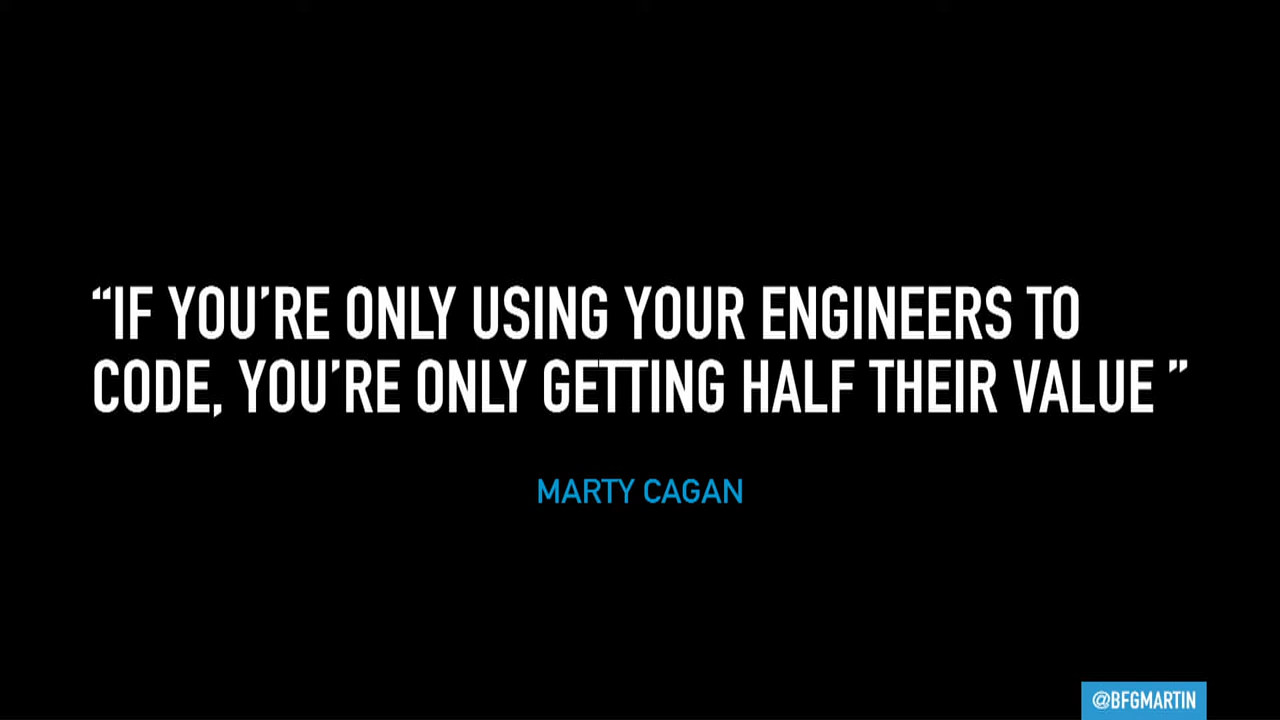 “IF YOU’RE ONLY USING YOUR ENGINEERS TO
CODE, YOU’RE ONLY GETTING HALF THEIR VALUE ”
MARTY CAGAN
@BFGMARTIN